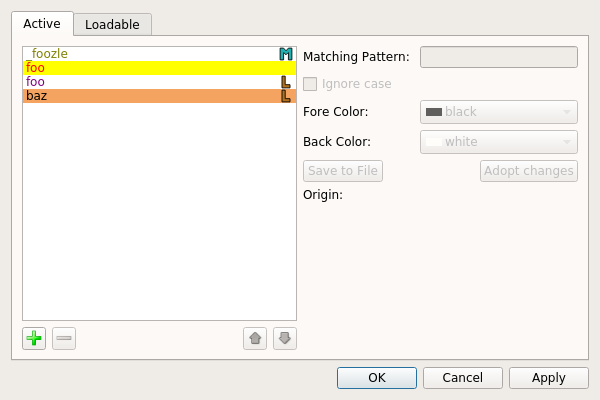 Active Loadable
_foozle M
foo
foo L
baz L
Matching Pattern:
Ignore case
Fore Color: black
Back Color: white
Save to File Adopt changes
Origin:
OK Cancel Apply